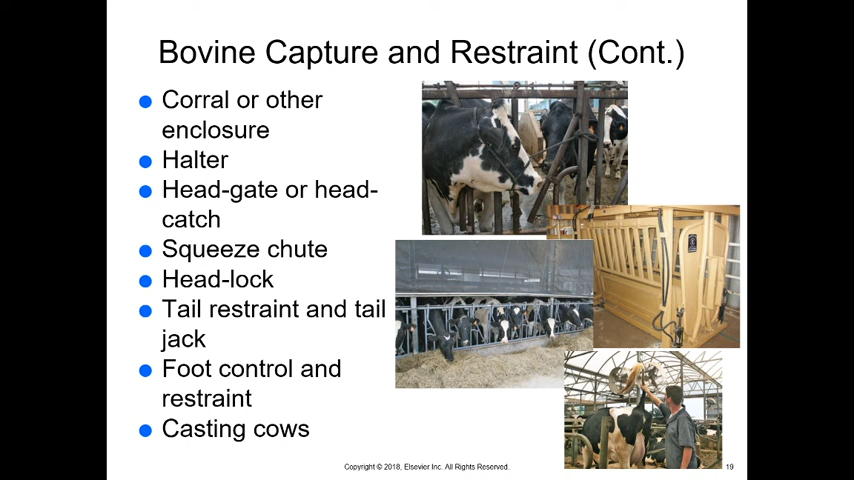 Bovine Capture and Restraint (Cont.)
Corral or other
enclosure
Halter
Head-gate or head-
catch
Squeeze chute
Head-lock
Tail restraint and tail
jack
Foot control and
restraint
Casting cows
Copyright © 2018, Elsevier Inc. All Rights Reserved.
19